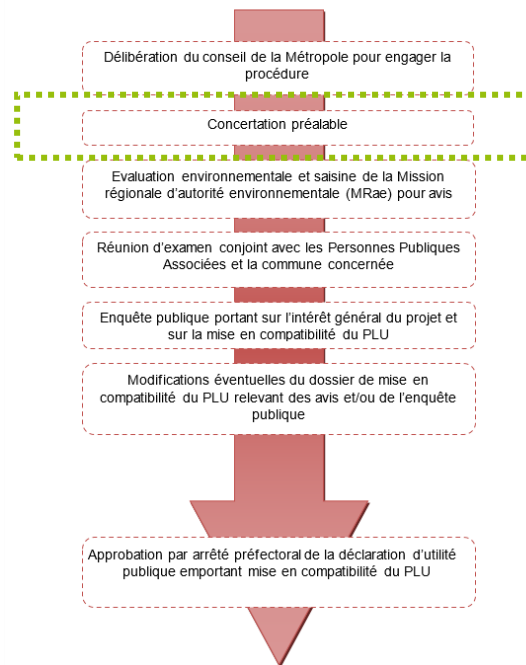 Délibération du conseil de la Métropole pour engager la
procédure
Concertation préalable
Evaluation environnementale et saisine de la Mission
régionale d'autorité environnementale (MRae) pour avis
Réunion d'examen conjoint avec les Personnes Publiques
Associées et la commune concernée
Enquête publique portant sur l'intérêt général du projet et
sur la mise en compatibilité du PLU
Modifications éventuelles du dossier de mise en
compatibilité du PLU relevant des avis et/ou de l'enquête
publique
Approbation par arrêté préfectoral de la déclaration d'utilité
publique emportant mise en compatibilité du PLU